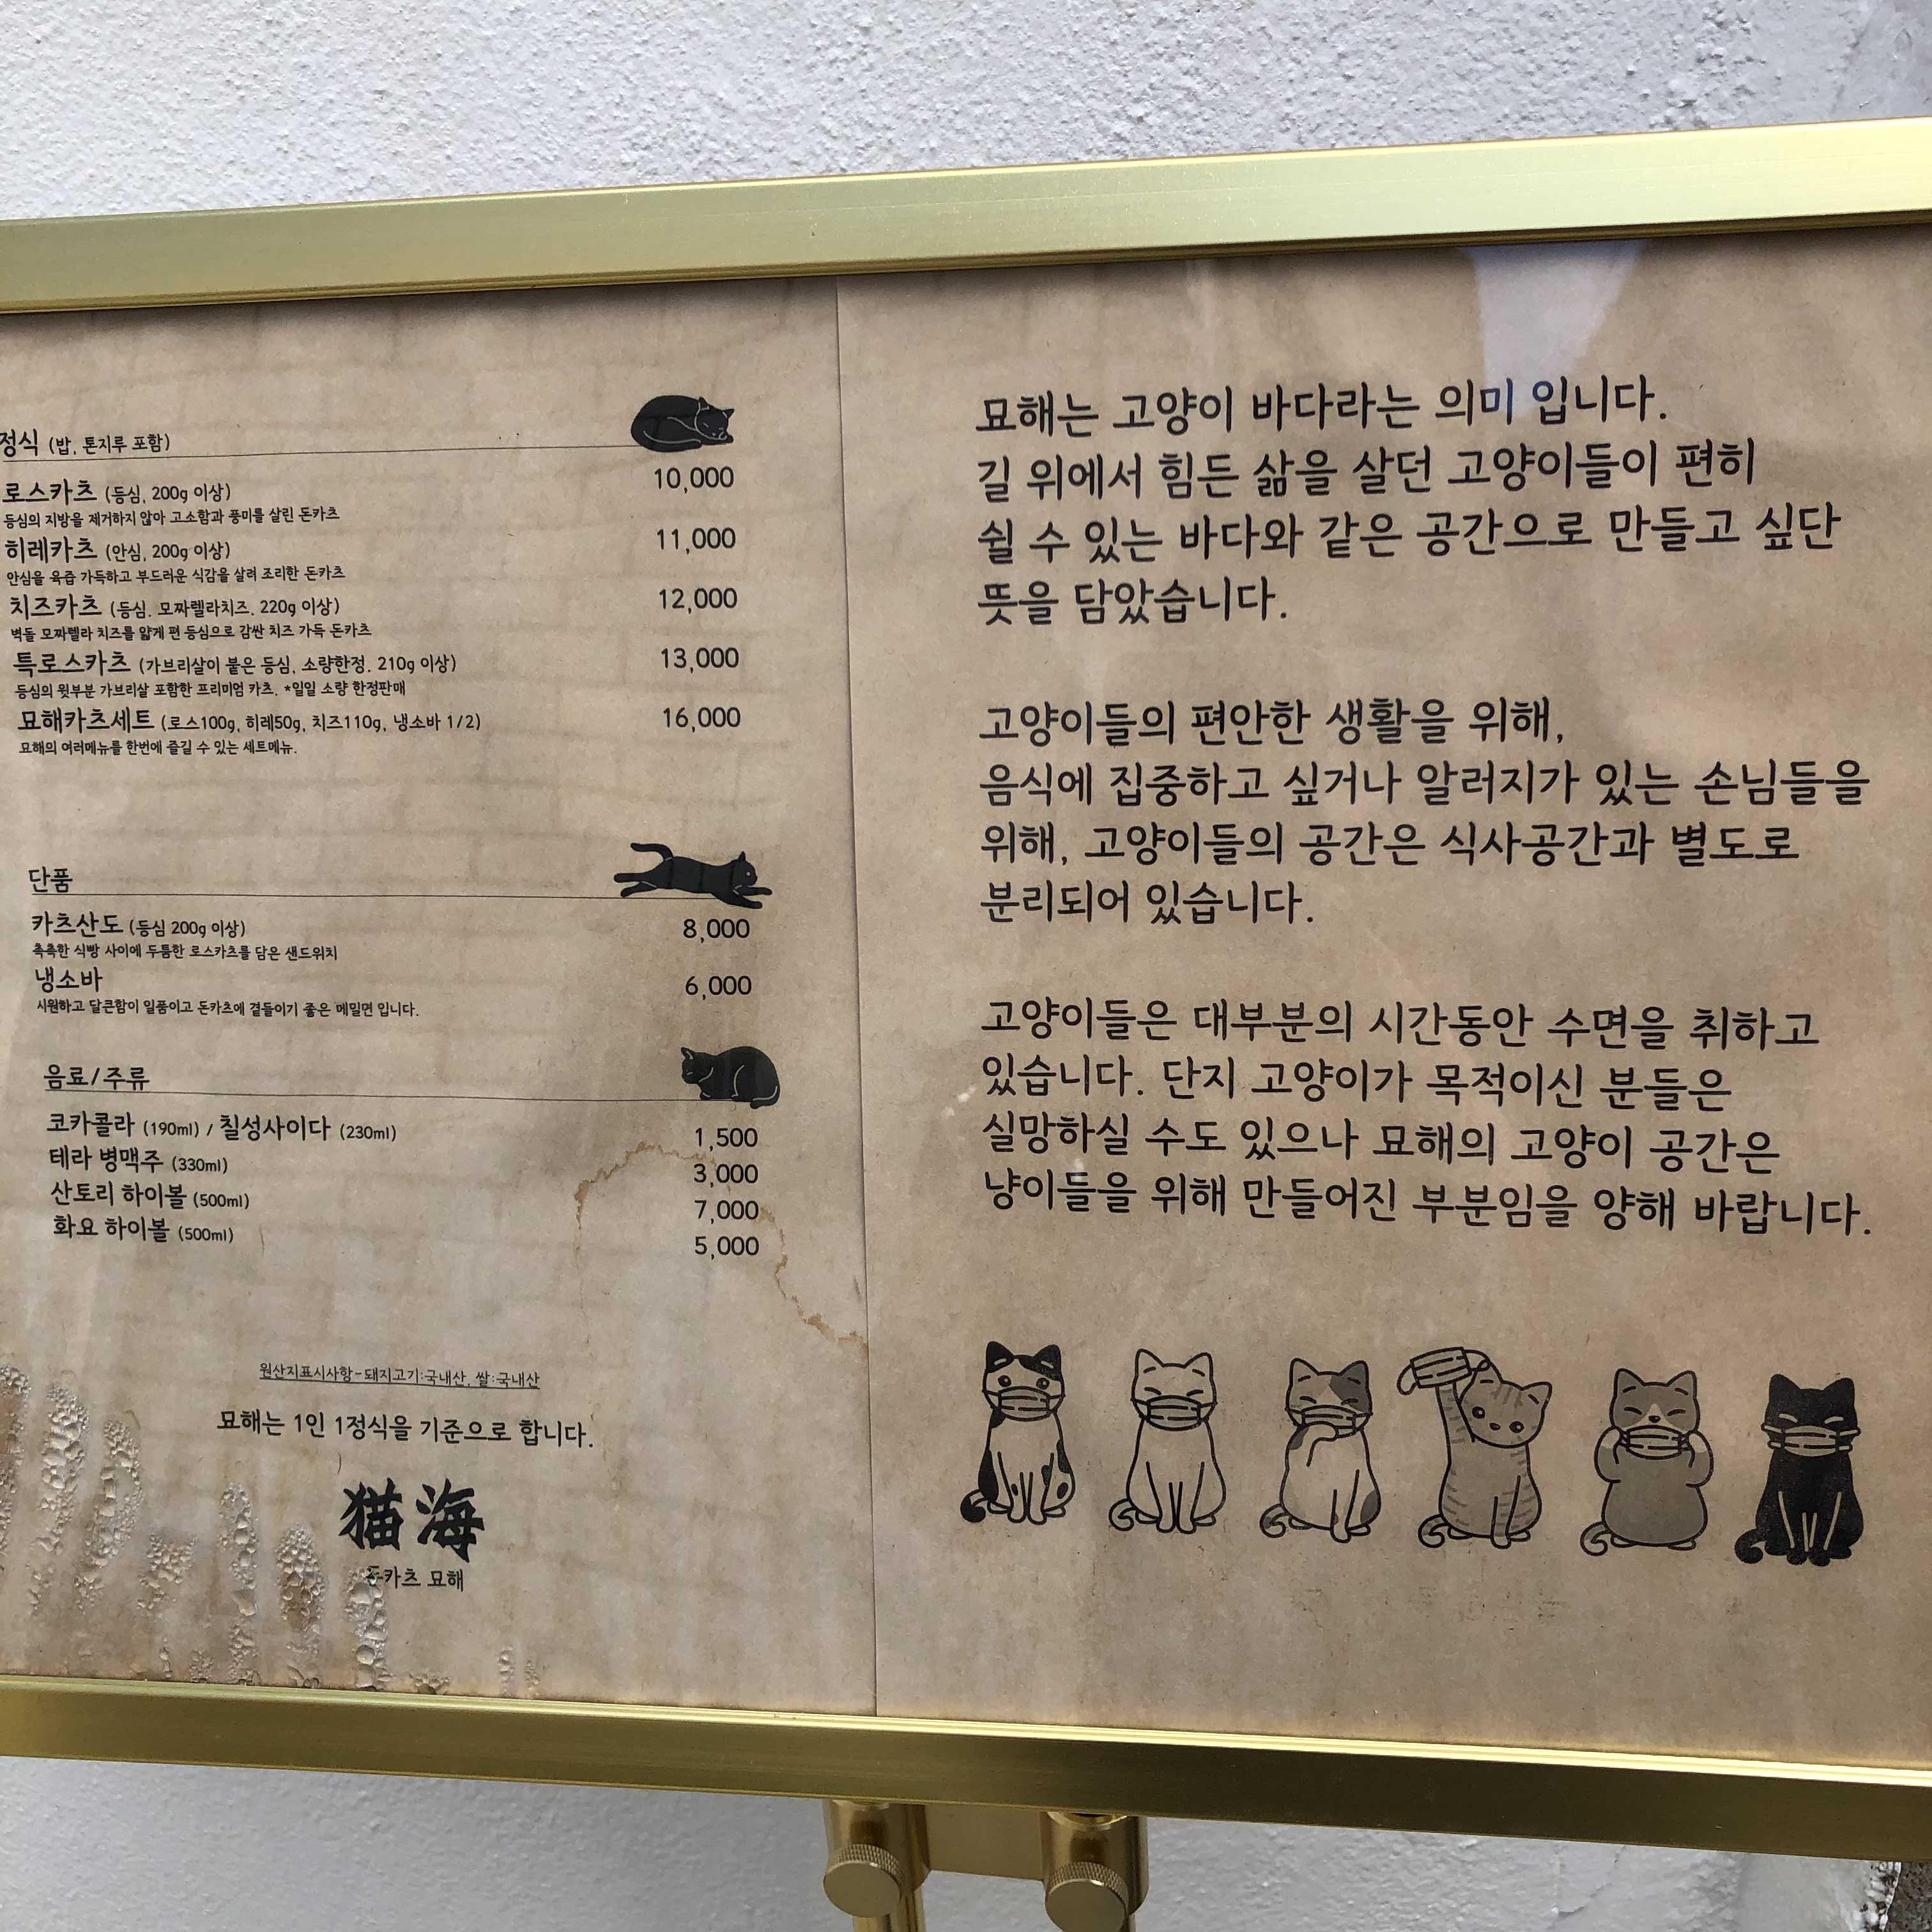 정식 (밥, 톤지루 포함)
로스카츠 (등심, 200g 이상) 10,000
등심의 지방을 제거하지 않아 고소함과 풍미를 살린 돈카츠
히레카츠 (안심, 200g 이상) 11,000
안심을 육즙 가득하고 부드러운 식감을 살려 조리한 돈카츠
치즈카츠 (등심. 모짜렐라치즈. 220g 이상) 12,000
벽돌 모짜렐라 치즈를 얇게 편 등심으로 감싼 치즈 가득 돈카츠
특로스카츠 (가브리살이 붙은 등심, 소량한정. 210g 이상) 13,000
등심의 윗부분 가브리살 포함한 프리미엄 카츠. *일일 소량 한정판매
묘해카츠세트 (로스100g, 히레50g, 치즈110g, 냉소바 1/2) 16,000
묘해의 여러메뉴를 한번에 즐길 수 있는 세트메뉴.
단품
카츠산도 (등심 200g 이상) 8,000
촉촉한 식빵 사이에 두툼한 로스카츠를 담은 샌드위치
냉소바 6,000
시원하고 달큰함이 일품이고 돈카츠에 곁들이기 좋은 메밀면 입니다.
음료/주류
코카콜라 (190ml) / 칠성사이다 (230ml) 1,500
테라 병맥주 (330ml) 3,000
산토리 하이볼 (500ml) 7,000
화요 하이볼 (500ml) 5,000
원산지표시사항-돼지고기:국내산, 쌀:국내산
묘해는 1인 1정식을 기준으로 합니다.
猫海
돈카츠 묘해
묘해는 고양이 바다라는 의미 입니다.
길 위에서 힘든 삶을 살던 고양이들이 편히
쉴 수 있는 바다와 같은 공간으로 만들고 싶단
뜻을 담았습니다.
고양이들의 편안한 생활을 위해,
음식에 집중하고 싶거나 알러지가 있는 손님들을
위해, 고양이들의 공간은 식사공간과 별도로
분리되어 있습니다.
고양이들은 대부분의 시간동안 수면을 취하고
있습니다. 단지 고양이가 목적이신 분들은
실망하실 수도 있으나 묘해의 고양이 공간은
냥이들을 위해 만들어진 부분임을 양해 바랍니다.